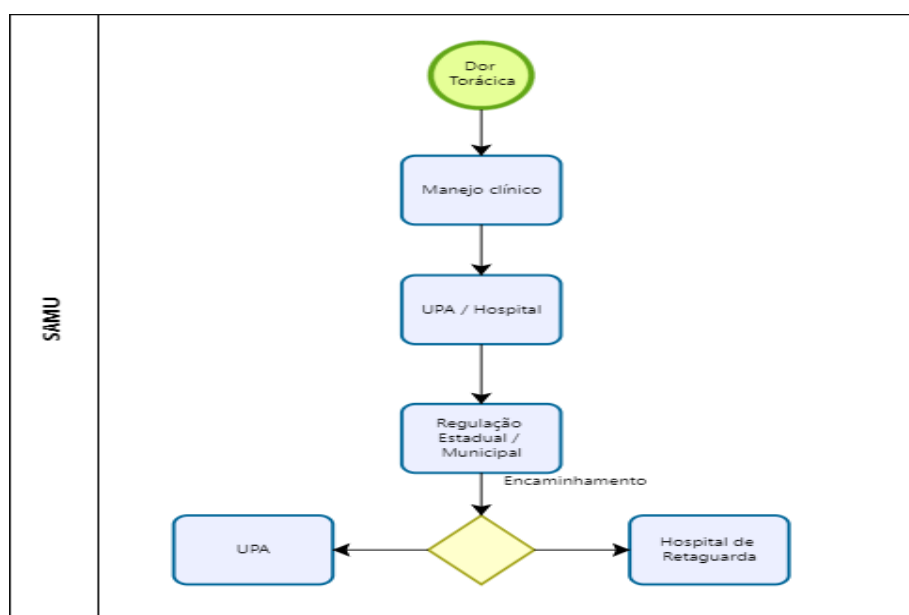 Dor
Torácica
Manejo clínico
SAMU
UPA / Hospital
Regulação
Estadual /
Municipal
Encaminhamento
UPA
Hospital de
Retaguarda